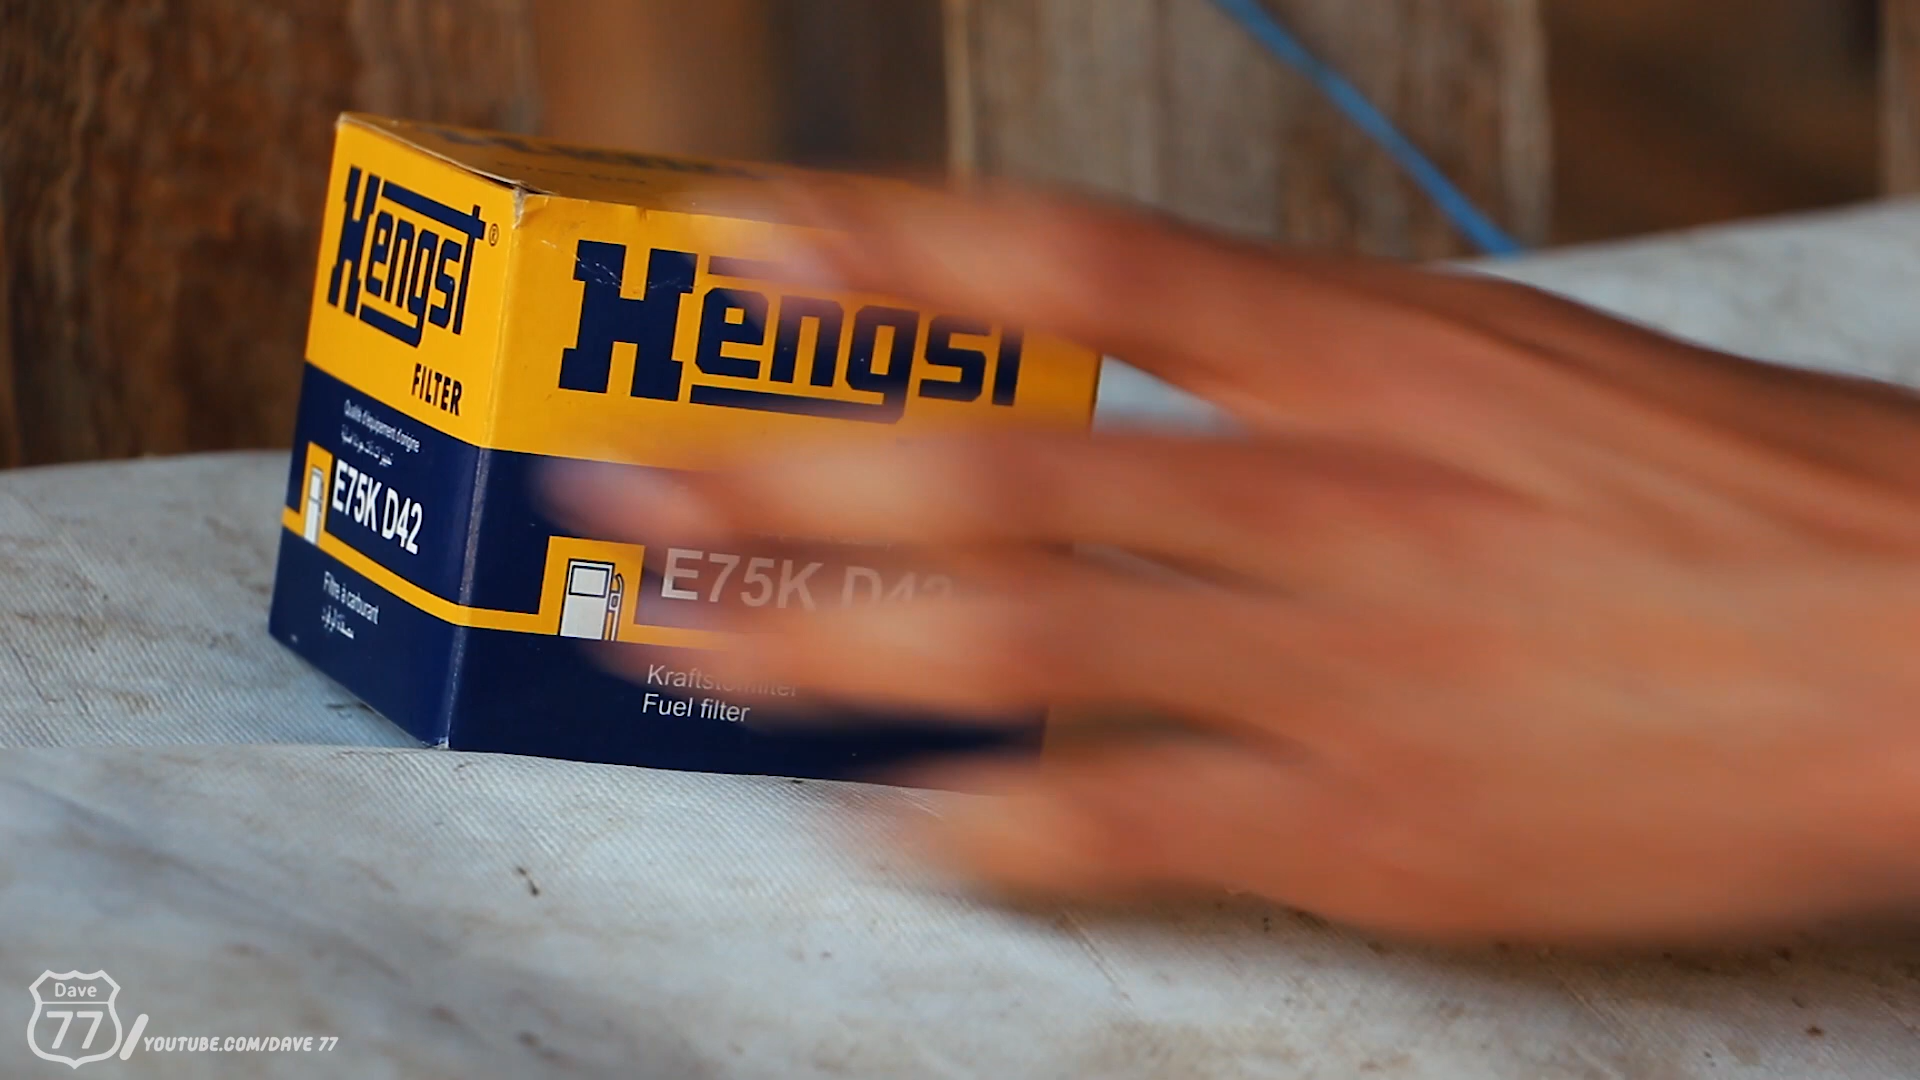 Hengst®
FILTER
Qualité d'équipement d'origine
E75K D42
Filtre à carburant
Hengst
E75K D42
Kraftstofffilter
Fuel filter
Dave
77
YOUTUBE.COM/DAVE 77